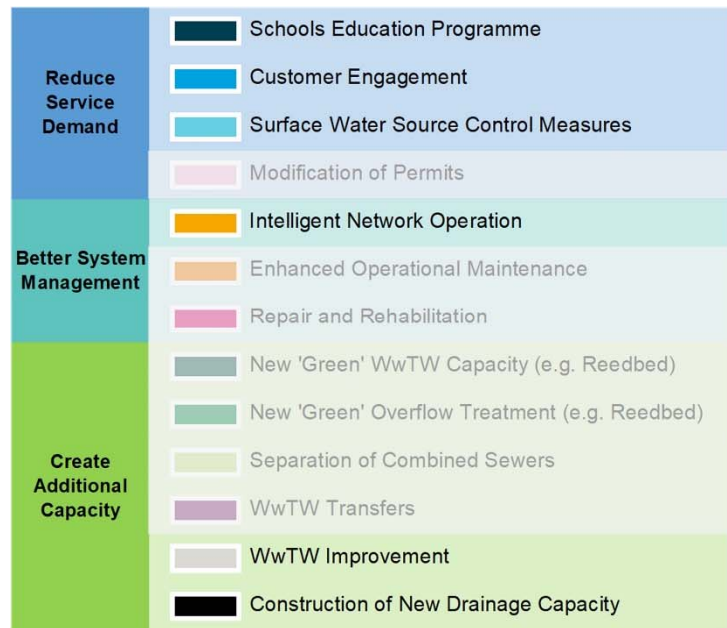 Reduce
Service
Demand
Schools Education Programme
Customer Engagement
Surface Water Source Control Measures
Modification of Permits
Better System
Management
Intelligent Network Operation
Enhanced Operational Maintenance
Repair and Rehabilitation
Create
Additional
Capacity
New 'Green' WwTW Capacity (e.g. Reedbed)
New 'Green' Overflow Treatment (e.g. Reedbed)
Separation of Combined Sewers
WwTW Transfers
WwTW Improvement
Construction of New Drainage Capacity